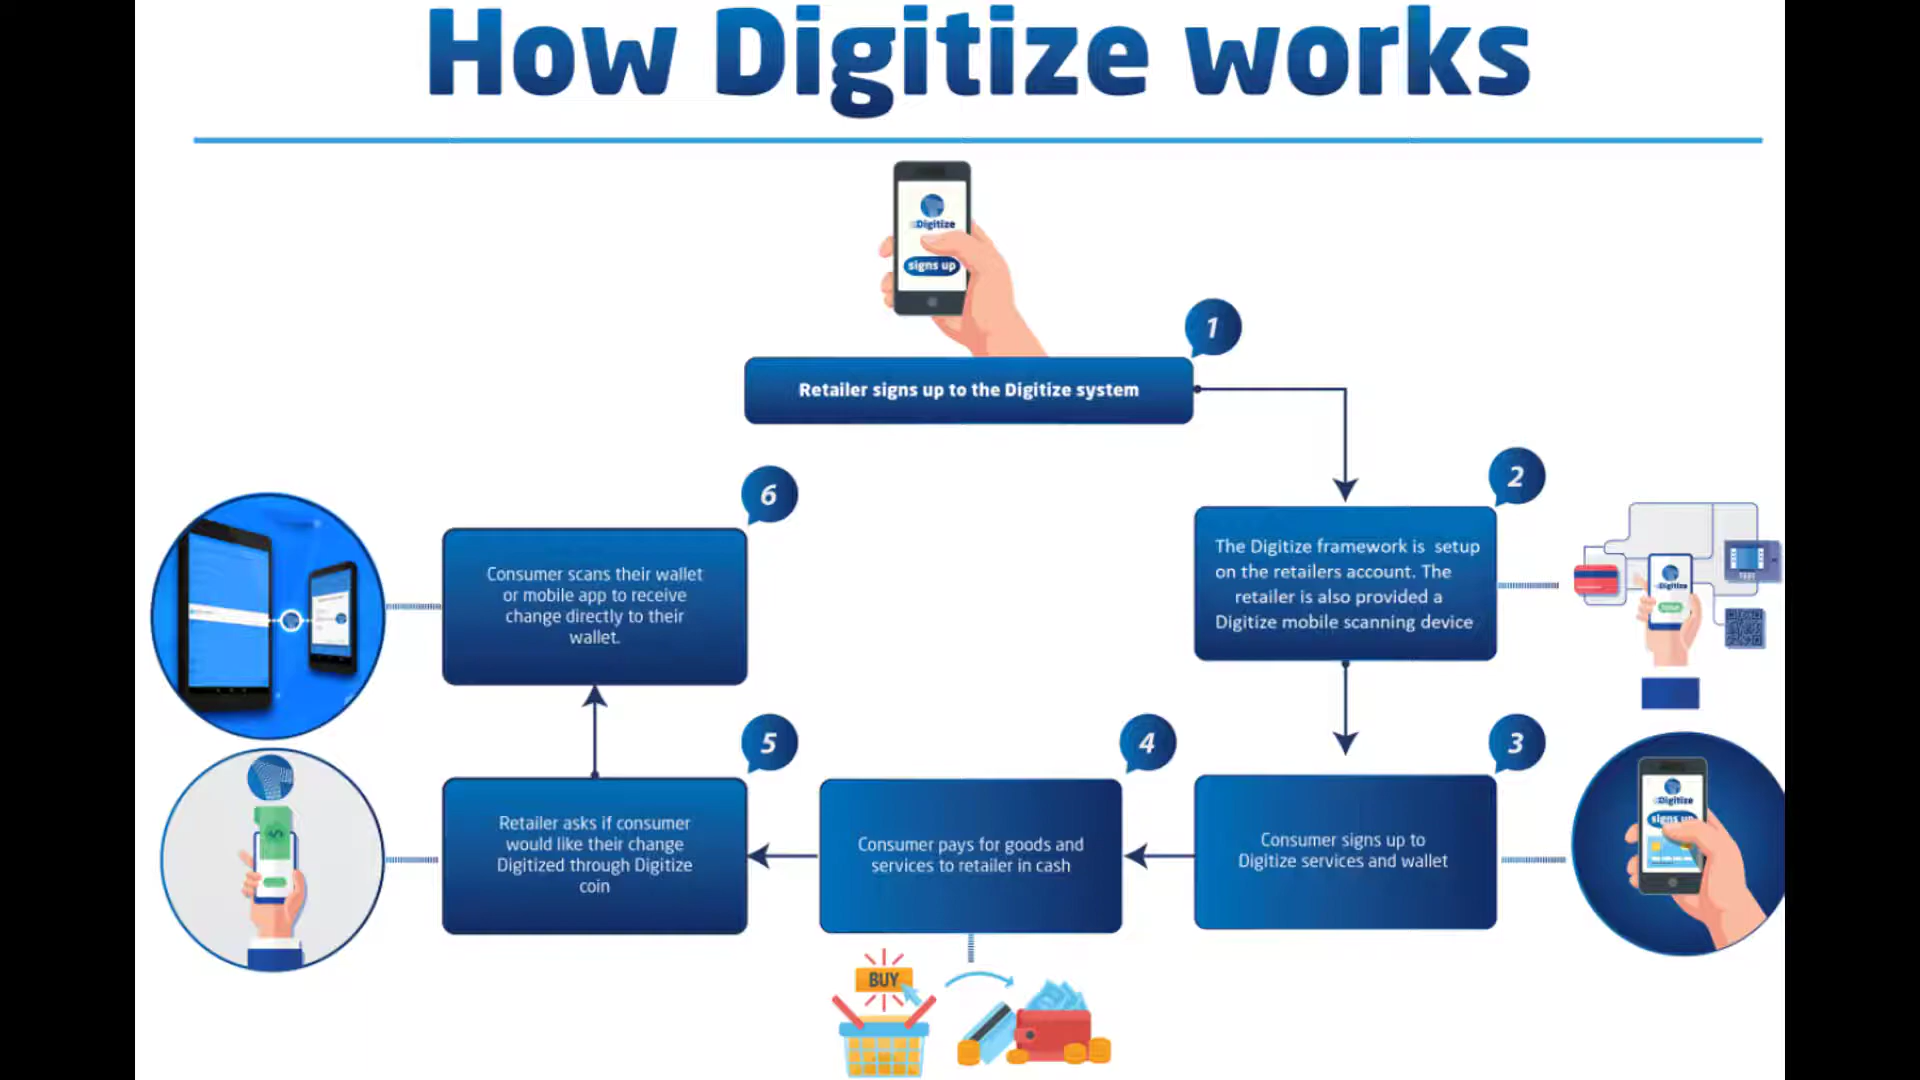 How Digitize works
Digitize
signs up
1
Retailer signs up to the Digitize system
2
The Digitize framework is setup
on the retailers account. The
retailer is also provided a
Digitize mobile scanning device
Digitize
3
Consumer signs up to
Digitize services and wallet
Digitize
signs up
4
Consumer pays for goods and
services to retailer in cash
BUY
5
Retailer asks if consumer
would like their change
Digitized through Digitize
coin
6
Consumer scans their wallet
or mobile app to receive
change directly to their
wallet.